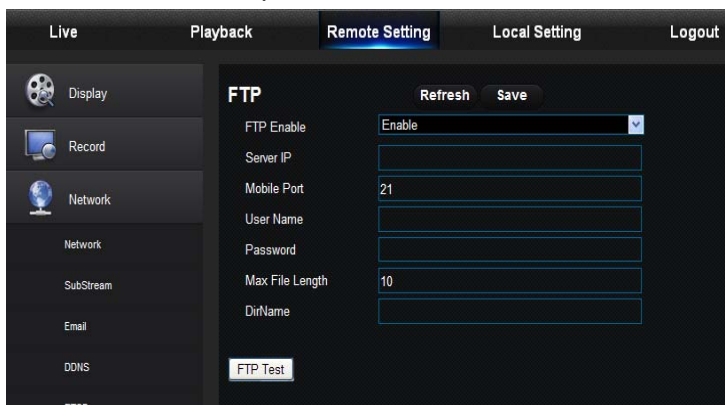 Live Playback Remote Setting Local Setting Logout
Display
Record
Network
Network
SubStream
Email
DDNS
FTP Refresh Save
FTP Enable Enable
Server IP
Mobile Port 21
User Name
Password
Max File Length 10
DirName
FTP Test